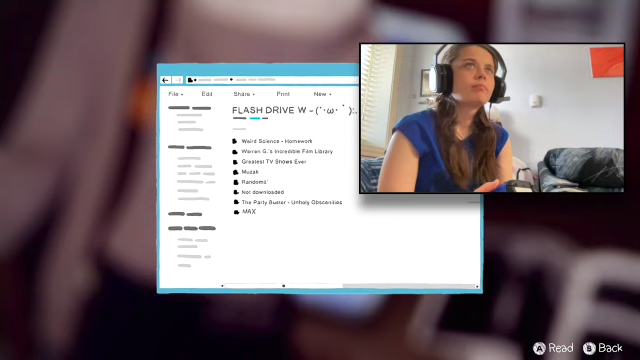 File Edit Share Print New
FLASH DRIVE W - (´･ω･`):.
Weird Science - Homework
Warren G.'s Incredible Film Library
Greatest TV Shows Ever
Muzak
Randoms'
Not downloaded
The Party Buster - Unholy Obscenities
MAX
A Read B Back